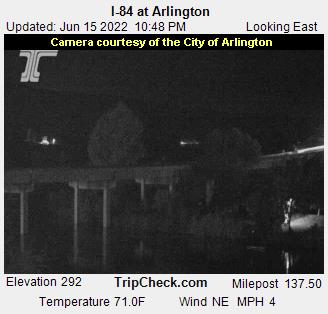 I-84 at Arlington
Updated: Jun 15 2022 10:48 PM Looking East
Camera courtesy of the City of Arlington
Elevation 292 TripCheck.com Milepost 137.50
Temperature 71.0F Wind NE MPH 4